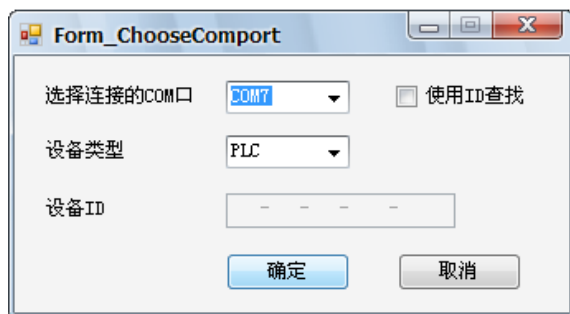 Form_ChooseComport
选择连接的COM口 COM7 使用ID查找
设备类型 PLC
设备ID - - - -
确定 取消